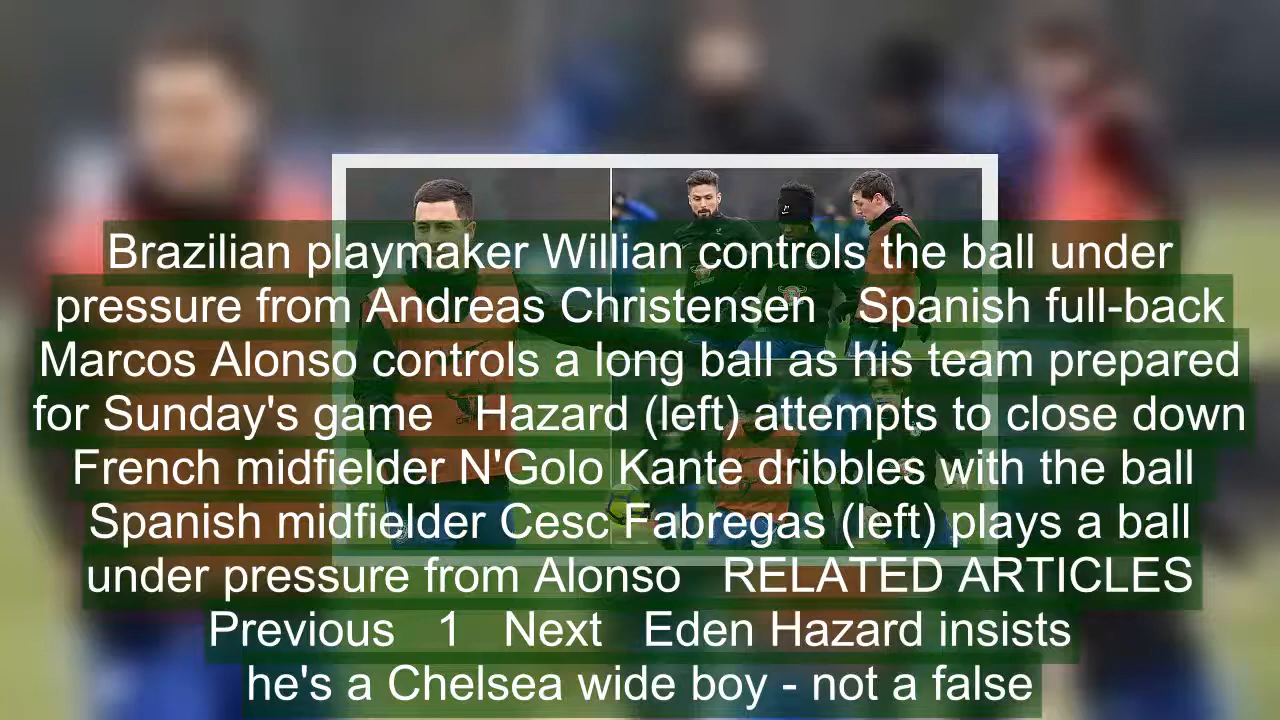 Brazilian playmaker Willian controls the ball under
pressure from Andreas Christensen Spanish full-back
Marcos Alonso controls a long ball as his team prepared
for Sunday's game Hazard (left) attempts to close down
French midfielder N'Golo Kante dribbles with the ball
Spanish midfielder Cesc Fabregas (left) plays a ball
under pressure from Alonso RELATED ARTICLES
Previous 1 Next Eden Hazard insists
he's a Chelsea wide boy - not a false